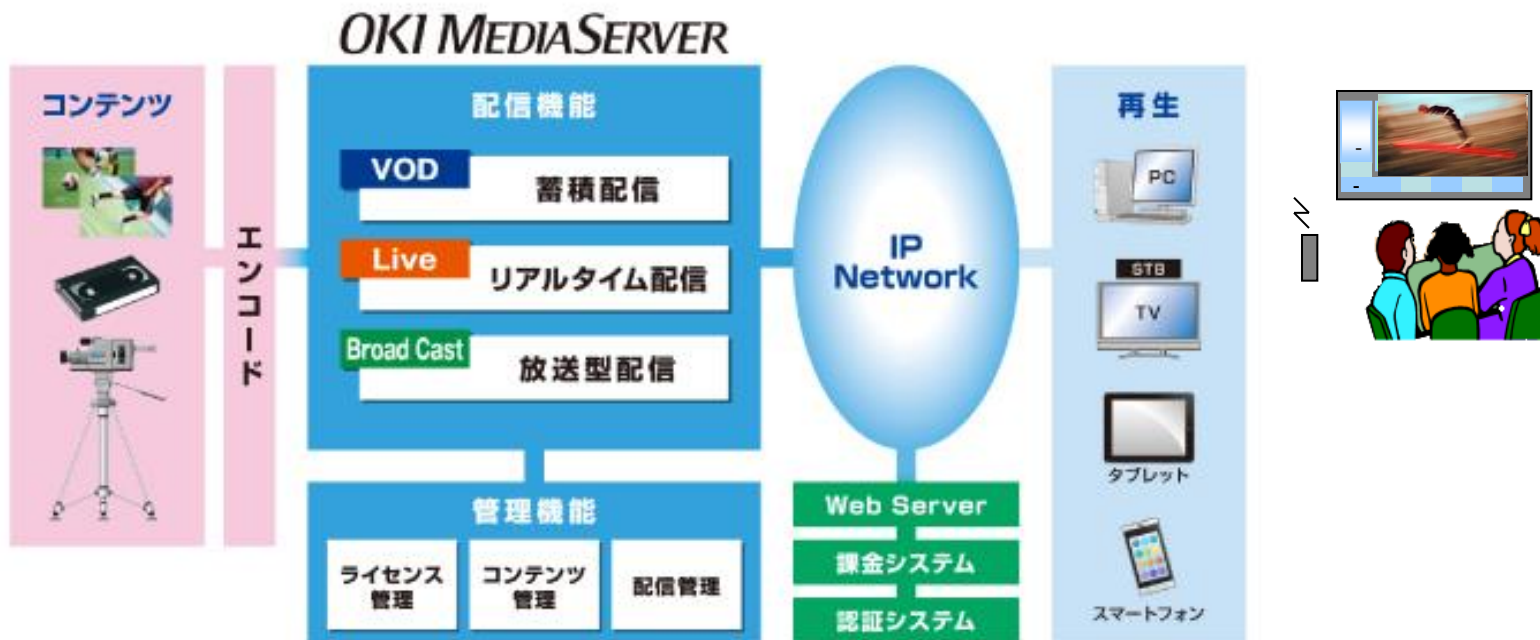 OKI MEDIASERVER
コンテンツ
エンコード
配信機能
VOD
蓄積配信
Live
リアルタイム配信
Broad Cast
放送型配信
管理機能
ライセンス
管理
コンテンツ
管理
配信管理
IP
Network
Web Server
課金システム
認証システム
再生
PC
STB
TV
タブレット
スマートフォン